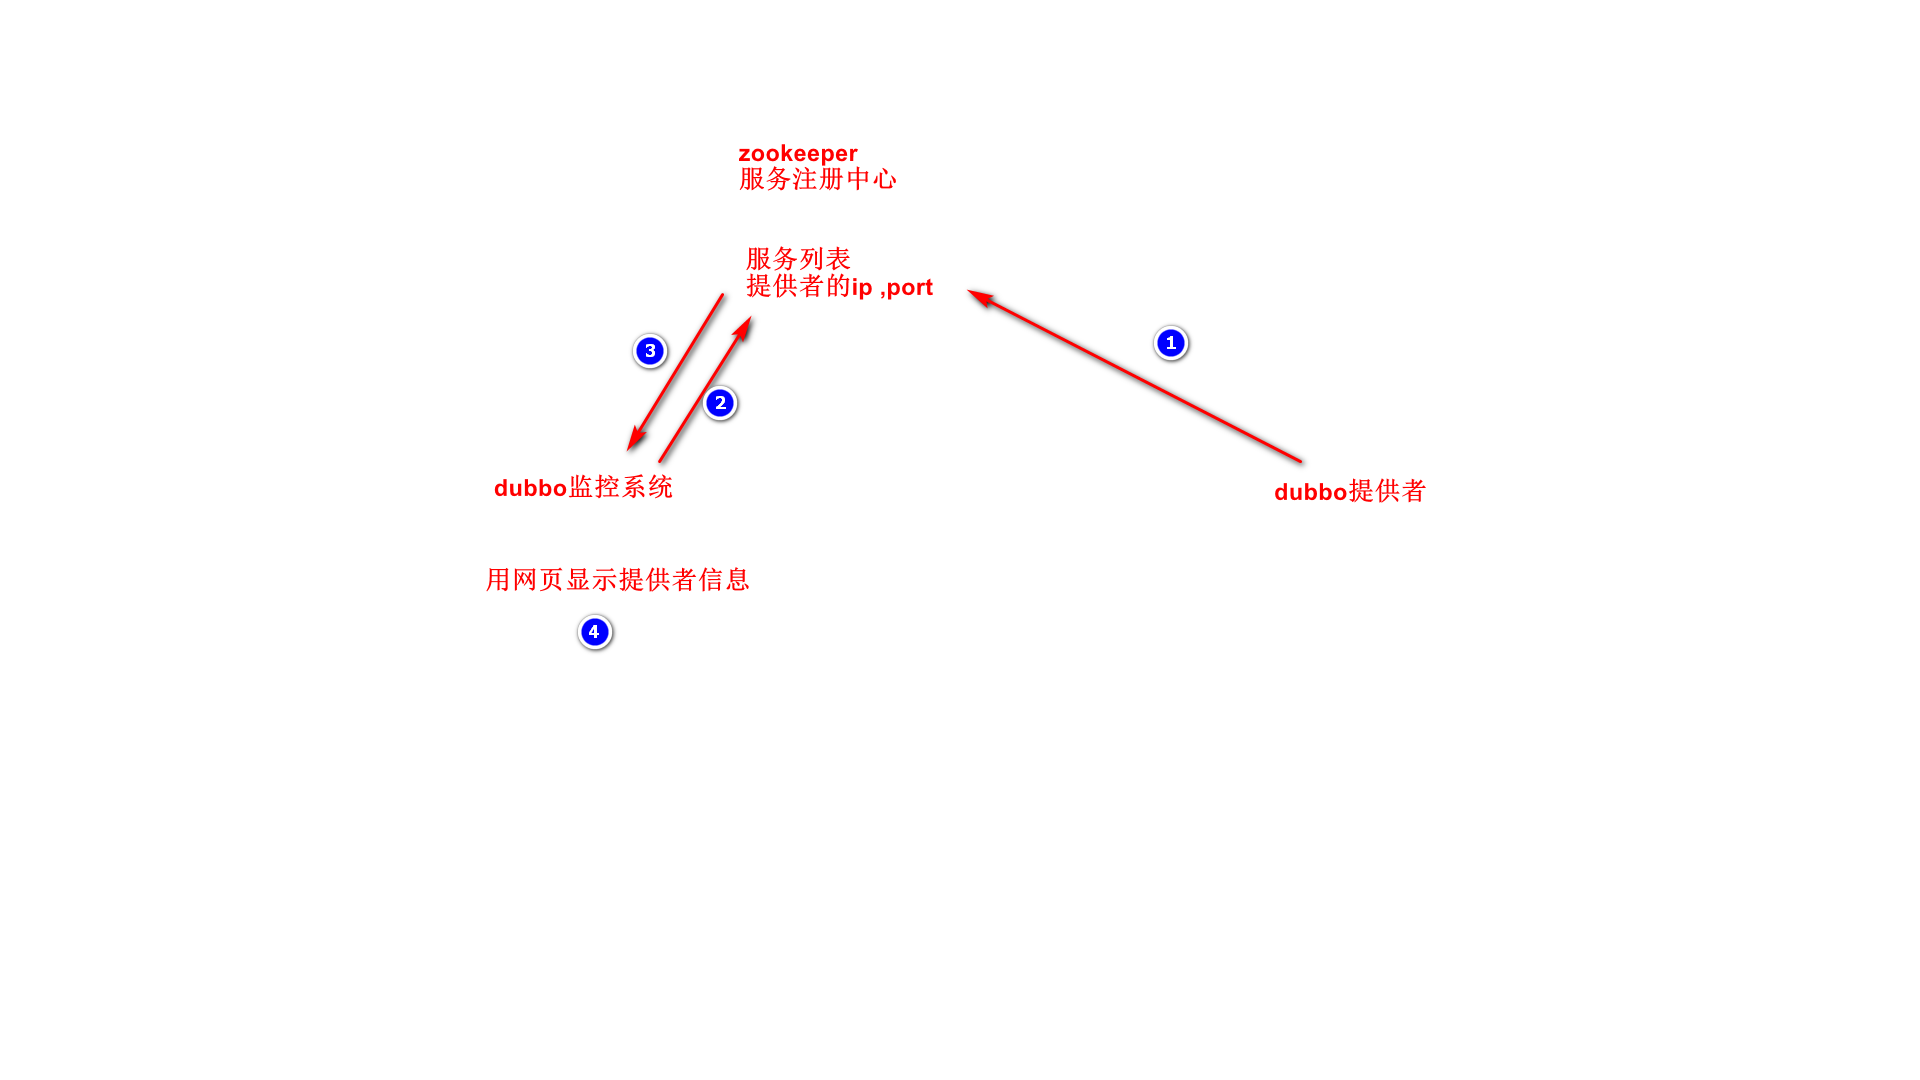 zookeeper
服务注册中心
服务列表
提供者的ip ,port
1
3
2
dubbo监控系统
dubbo提供者
用网页显示提供者信息
4